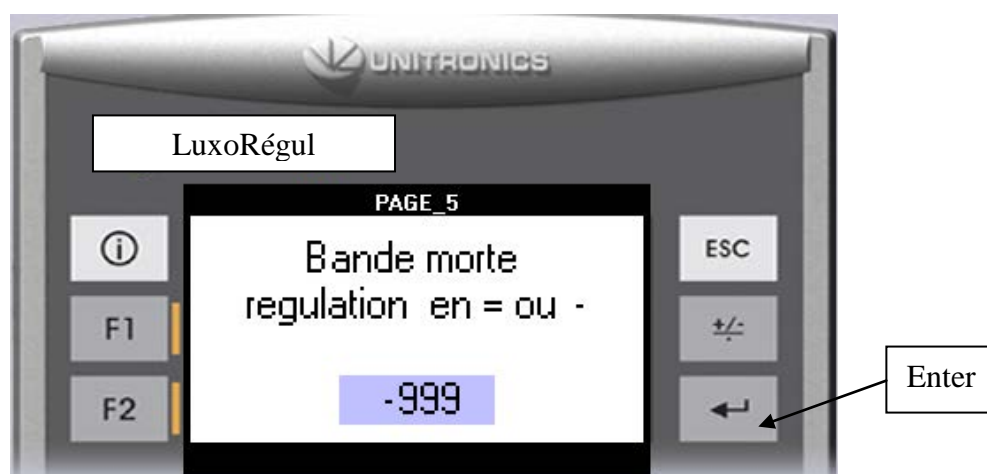 UNITRONICS
LuxoRégul
PAGE_5
Bande morte
regulation en = ou -
-999
i
F1
F2
ESC
+/-
Enter